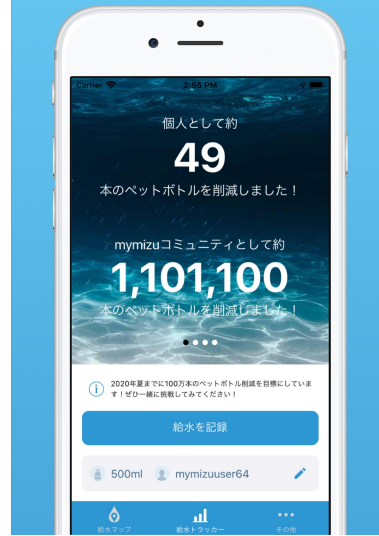 Carrier 2:55 PM
個人として約
49
本のペットボトルを削減しました！
mymizuコミュニティとして約
1,101,100
本のペットボトルを削減しました！
2020年夏までに100万本のペットボトル削減を目標にしていま
す！ぜひ一緒に挑戦してみてください！
給水を記録
500ml mymizuuser64
給水マップ 給水トラッカー その他